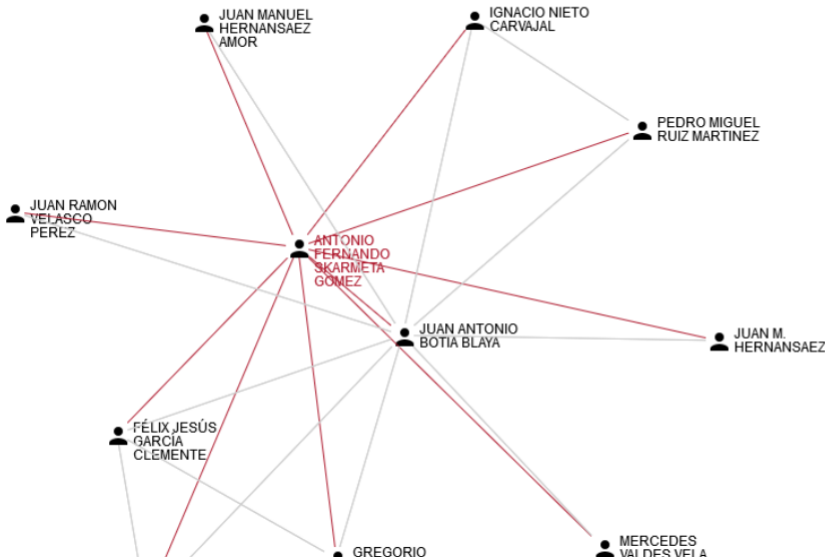 JUAN MANUEL
HERNANSAEZ
AMOR
IGNACIO NIETO
CARVAJAL
PEDRO MIGUEL
RUIZ MARTINEZ
JUAN RAMON
VELASCO
PEREZ
ANTONIO
FERNANDO
SKARMETA
GOMEZ
JUAN ANTONIO
BOTIA BLAYA
JUAN M.
HERNANSAEZ
FÉLIX JESÚS
GARCÍA
CLEMENTE
GREGORIO
MERCEDES
VALDES VELA